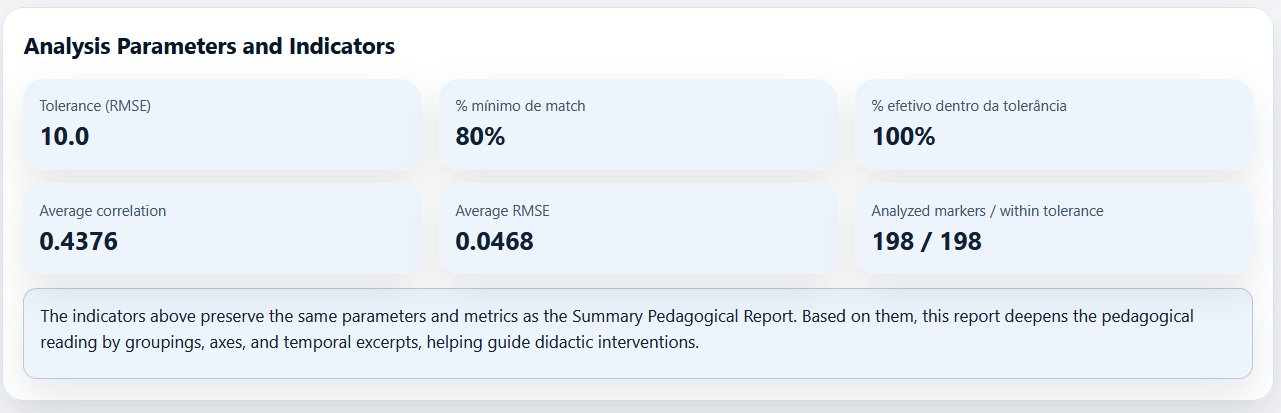 Analysis Parameters and Indicators
Tolerance (RMSE)
10.0
% mínimo de match
80%
% efetivo dentro da tolerância
100%
Average correlation
0.4376
Average RMSE
0.0468
Analyzed markers / within tolerance
198 / 198
The indicators above preserve the same parameters and metrics as the Summary Pedagogical Report. Based on them, this report deepens the pedagogical
reading by groupings, axes, and temporal excerpts, helping guide didactic interventions.